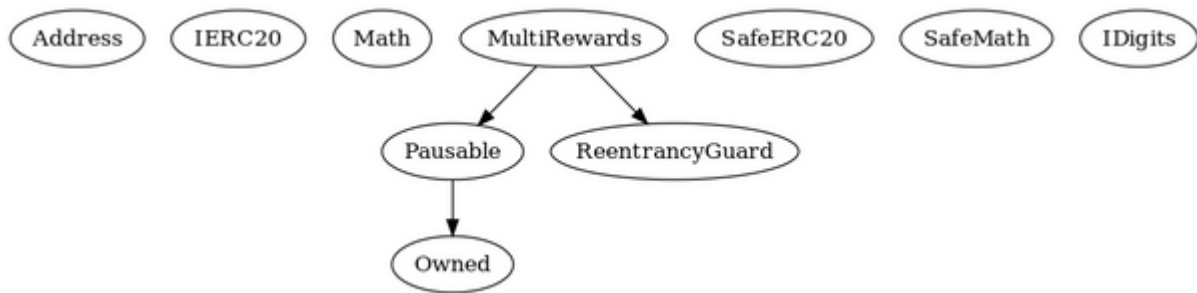 Address IERC20 Math MultiRewards SafeERC20 SafeMath IDigits
Pausable ReentrancyGuard
Owned